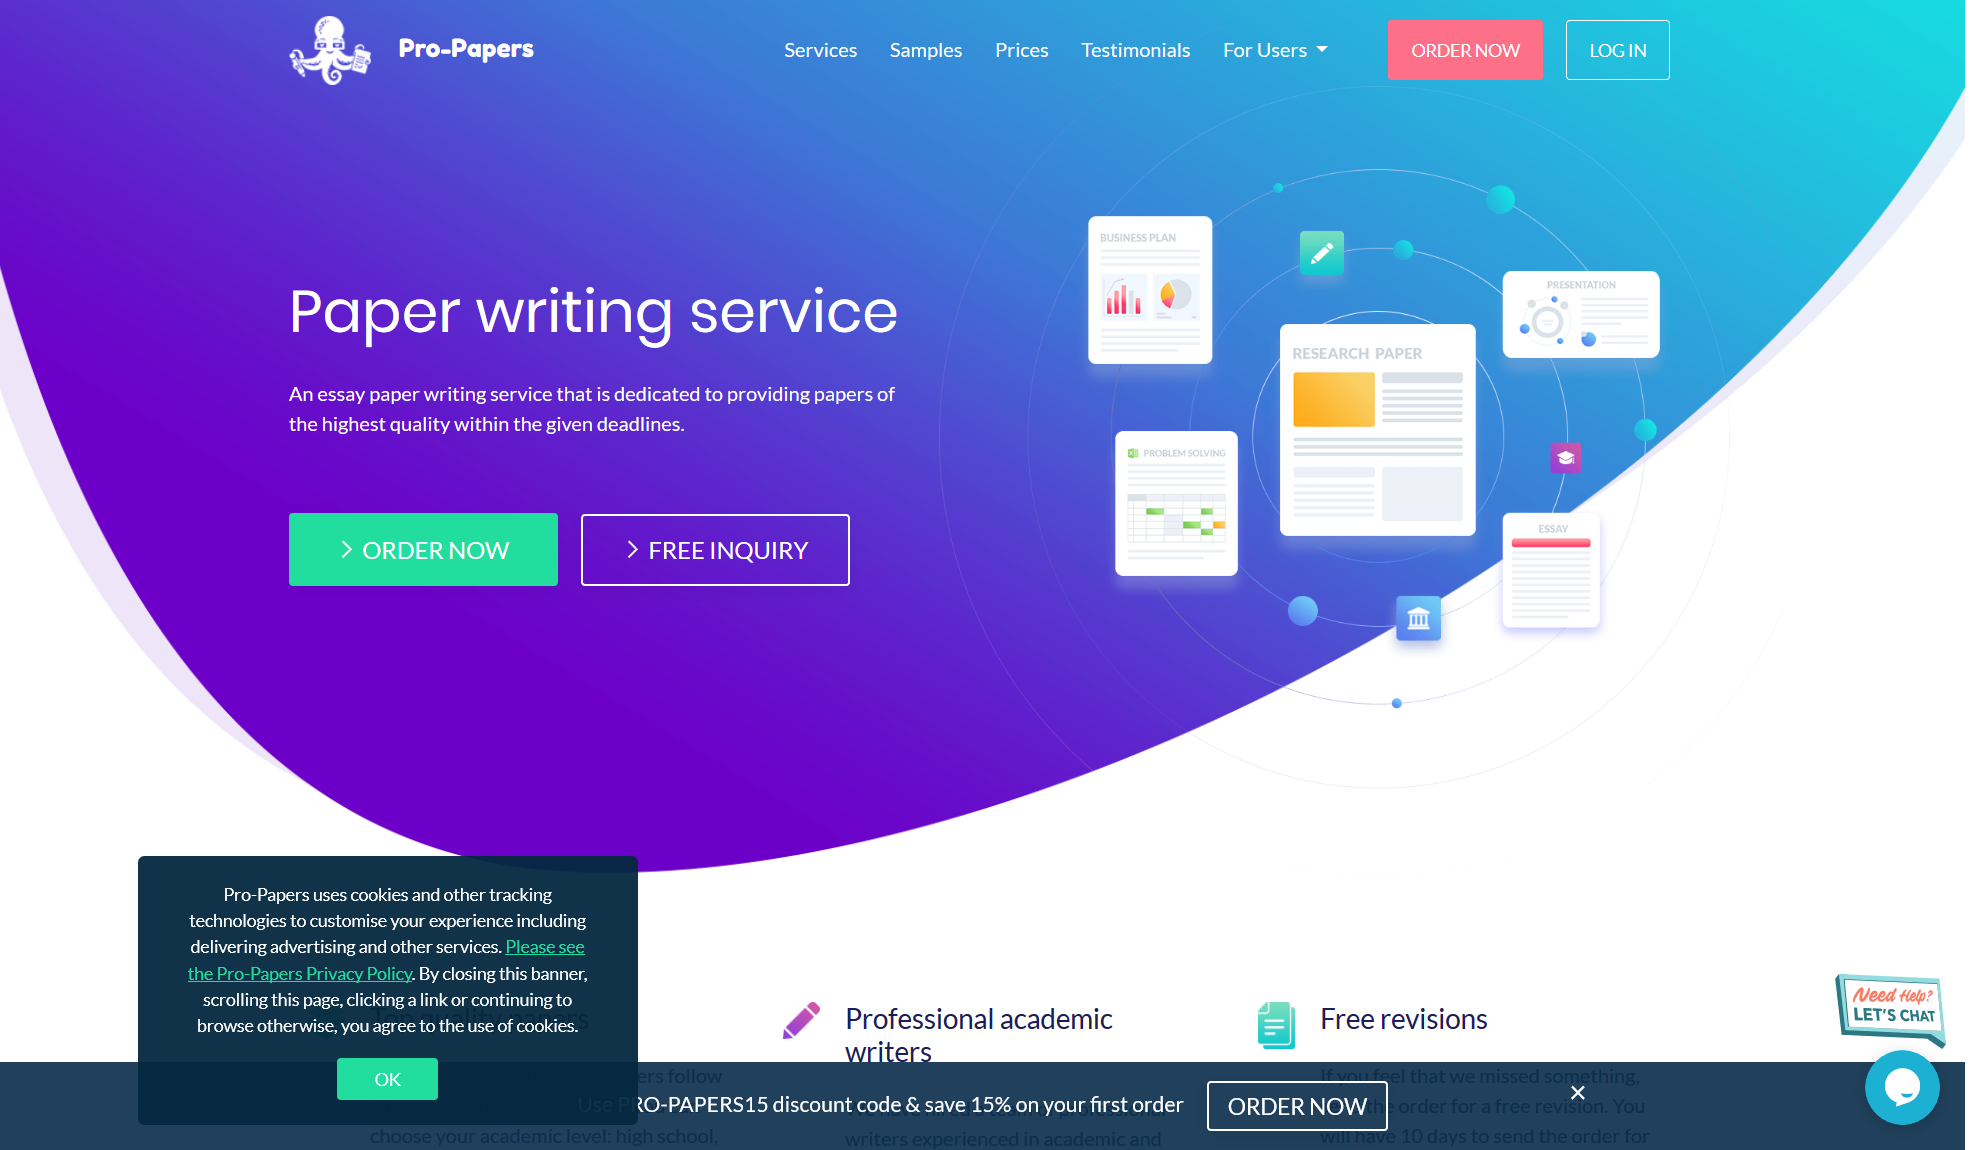 Pro-Papers
Services
Samples
Prices
Testimonials
For Users
ORDER NOW
LOG IN
Paper writing service
An essay paper writing service that is dedicated to providing papers of
the highest quality within the given deadlines.
ORDER NOW
FREE INQUIRY
BUSINESS PLAN
PRESENTATION
RESEARCH PAPER
PROBLEM SOLVING
ESSAY
Pro-Papers uses cookies and other tracking
technologies to customise your experience including
delivering advertising and other services. Please see
the Pro-Papers Privacy Policy. By closing this banner,
scrolling this page, clicking a link or continuing to
browse otherwise, you agree to the use of cookies.
OK
Top quality papers
ers follow
choose your academic level: high school,
Professional academic
writers
writers experienced in academic and
Free revisions
If you feel that we missed something,
the order for a free revision. You
will have 10 days to send the order for
Use PRO-PAPERS15 discount code & save 15% on your first order
ORDER NOW
Need Help?
LET'S CHAT